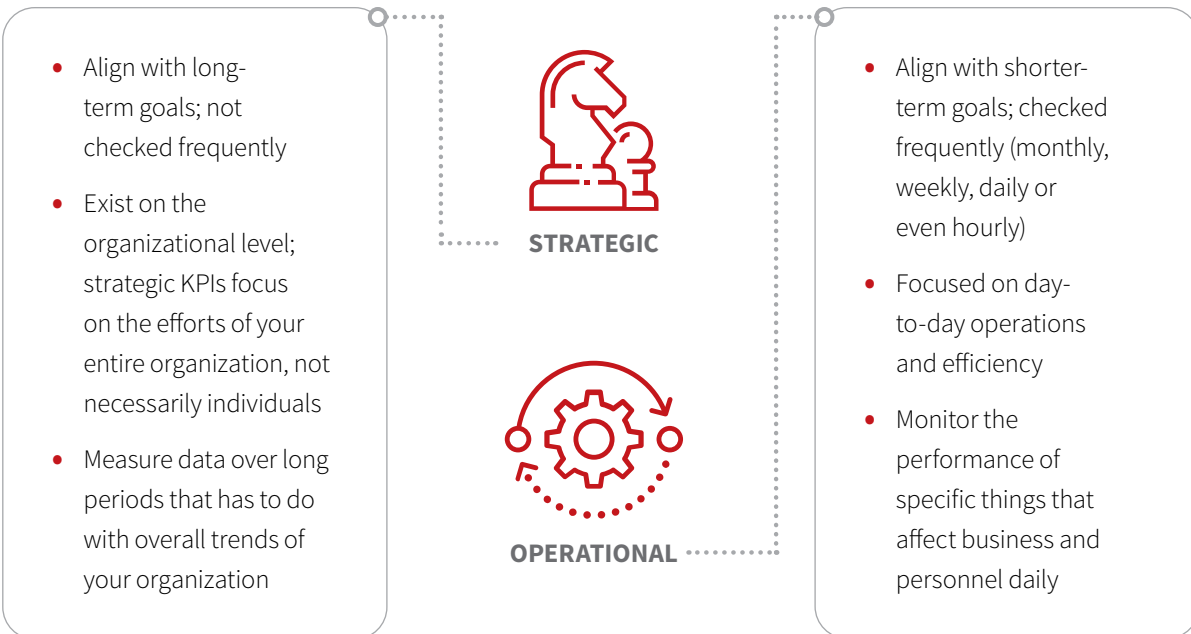 • Align with long-
term goals; not
checked frequently
• Exist on the
organizational level;
strategic KPIs focus
on the efforts of your
entire organization, not
necessarily individuals
• Measure data over long
periods that has to do
with overall trends of
your organization
STRATEGIC
OPERATIONAL
• Align with shorter-
term goals; checked
frequently (monthly,
weekly, daily or
even hourly)
• Focused on day-
to-day operations
and efficiency
• Monitor the
performance of
specific things that
affect business and
personnel daily